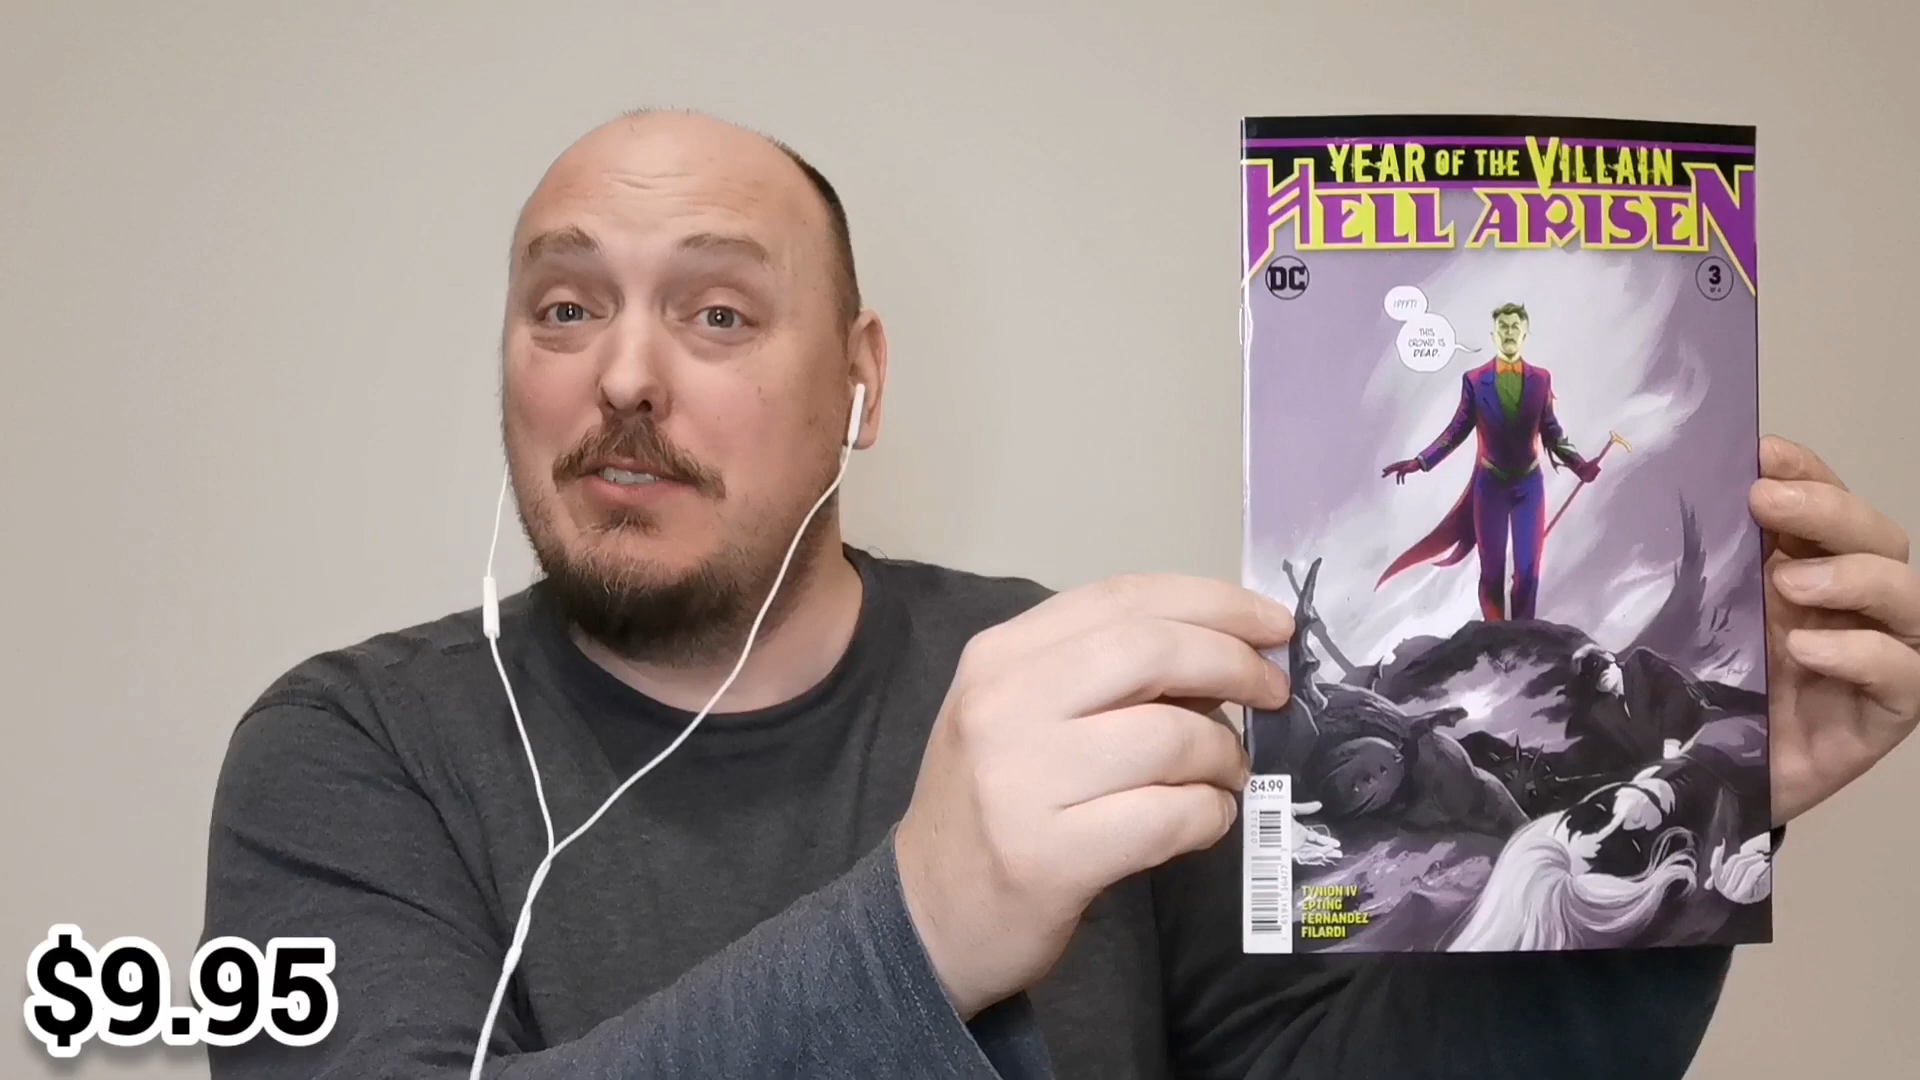 YEAR OF THE VILLAIN
HELL ARISEN
DC
3
THIS
CROWD IS
DEAD.
$4.99
TYNION IV
EPTING
FERNANDEZ
FILARDI
$9.95